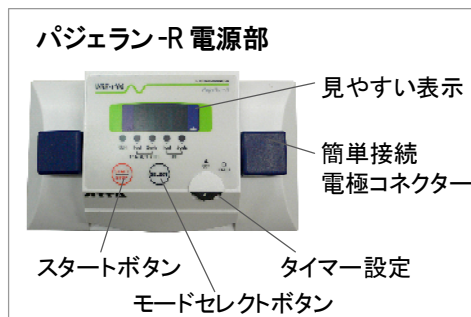 パジェラン-R 電源部
見やすい表示
簡単接続
電極コネクター
スタートボタン
タイマー設定
モードセレクトボタン